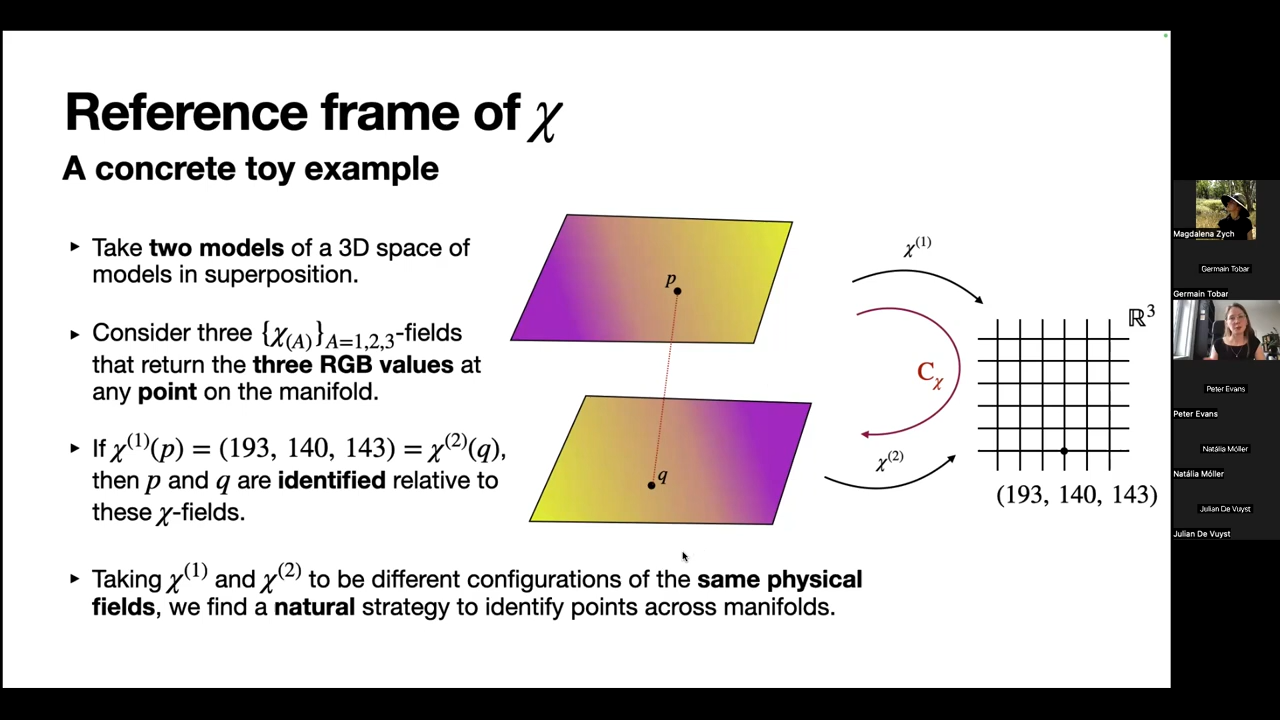 Reference frame of χ
A concrete toy example
▸ Take two models of a 3D space of
models in superposition.
▸ Consider three {χ(A)}A=1,2,3-fields
that return the three RGB values at
any point on the manifold.
▸ If χ⁽¹⁾(p) = (193, 140, 143) = χ⁽²⁾(q),
then p and q are identified relative to
these χ-fields.
▸ Taking χ⁽¹⁾ and χ⁽²⁾ to be different configurations of the same physical
fields, we find a natural strategy to identify points across manifolds.
p
q
χ⁽¹⁾
Cχ
χ⁽²⁾
ℝ³
(193, 140, 143)
Magdalena Zych
Germain Tobar
Germain Tobar
Peter Evans
Peter Evans
Natália Móller
Natália Móller
Julian De Vuyst
Julian De Vuyst